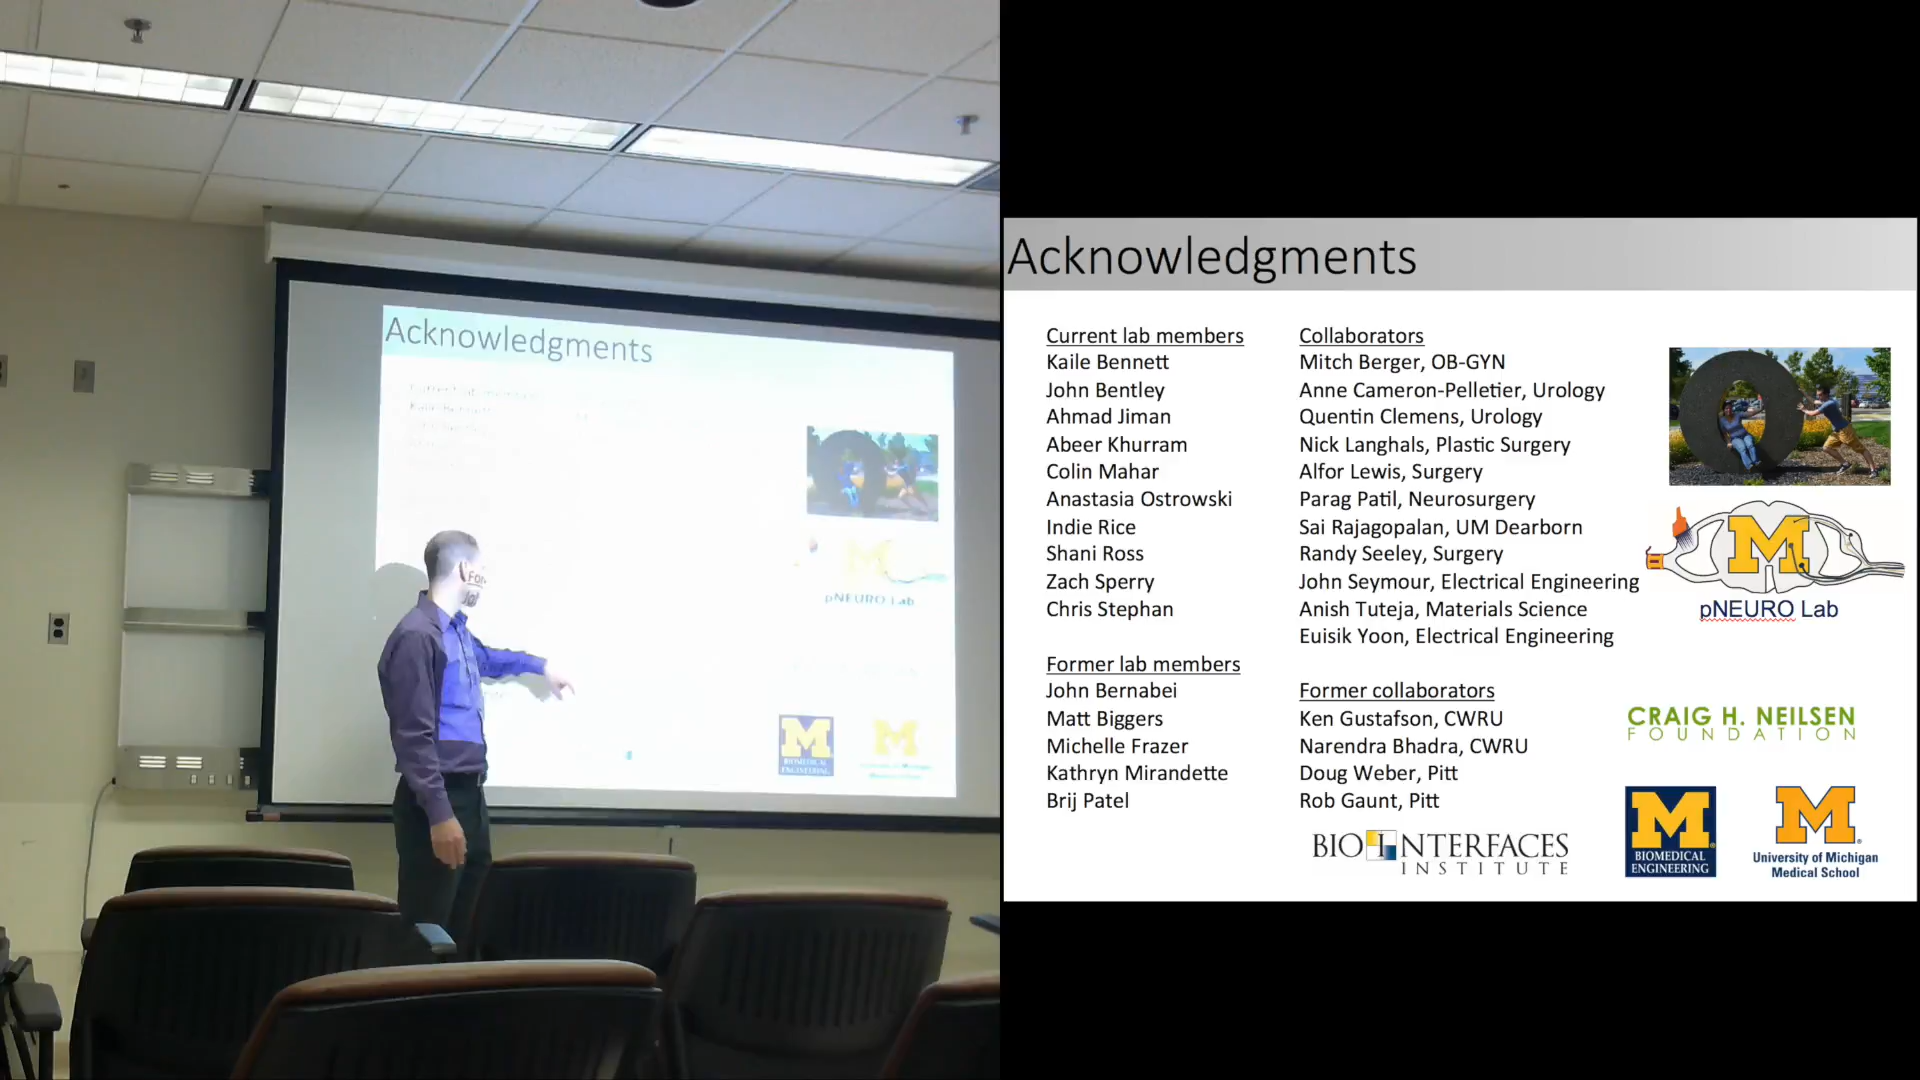 Acknowledgments
pNEURO Lab
BIOMEDICAL
ENGINEERING
Acknowledgments
Current lab members
Kaile Bennett
John Bentley
Ahmad Jiman
Abeer Khurram
Colin Mahar
Anastasia Ostrowski
Indie Rice
Shani Ross
Zach Sperry
Chris Stephan
Former lab members
John Bernabei
Matt Biggers
Michelle Frazer
Kathryn Mirandette
Brij Patel
Collaborators
Mitch Berger, OB-GYN
Anne Cameron-Pelletier, Urology
Quentin Clemens, Urology
Nick Langhals, Plastic Surgery
Alfor Lewis, Surgery
Parag Patil, Neurosurgery
Sai Rajagopalan, UM Dearborn
Randy Seeley, Surgery
John Seymour, Electrical Engineering
Anish Tuteja, Materials Science
Euisik Yoon, Electrical Engineering
Former collaborators
Ken Gustafson, CWRU
Narendra Bhadra, CWRU
Doug Weber, Pitt
Rob Gaunt, Pitt
BIOINTERFACES
INSTITUTE
M
pNEURO Lab
CRAIG H. NEILSEN
FOUNDATION
M
BIOMEDICAL
ENGINEERING
M
University of Michigan
Medical School